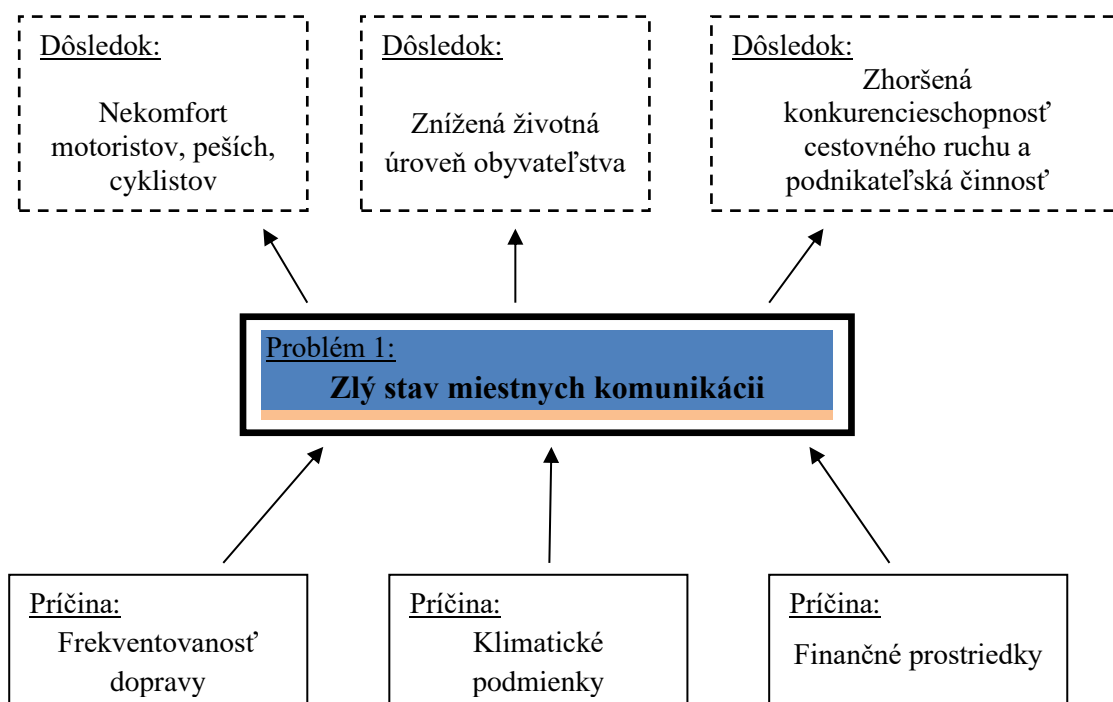 Dôsledok:
Nekomfort
motoristov, peších,
cyklistov
Dôsledok:
Znížená životná
úroveň obyvateľstva
Dôsledok:
Zhoršená
konkurencieschopnosť
cestovného ruchu a
podnikateľská činnosť
Problém 1:
Zlý stav miestnych komunikácii
Príčina:
Frekventovanosť
dopravy
Príčina:
Klimatické
podmienky
Príčina:
Finančné prostriedky